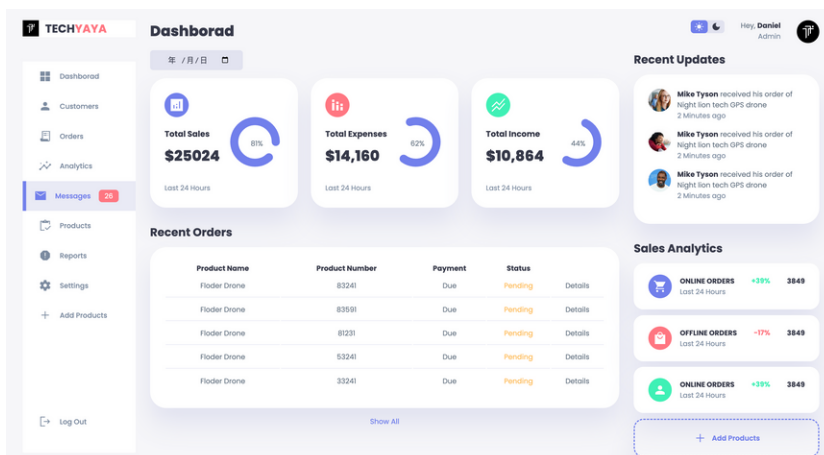 TECHYAYA
Dashborad
Customers
Orders
Analytics
Messages 26
Products
Reports
Settings
Add Products
Log Out
Dashborad
年 /月/日
Total Sales
$25024
81%
Last 24 Hours
Total Expenses
$14,160
62%
Last 24 Hours
Total Income
$10,864
44%
Last 24 Hours
Recent Orders
Product Name Product Number Payment Status
Floder Drone 83241 Due Pending Details
Floder Drone 83591 Due Pending Details
Floder Drone 81231 Due Pending Details
Floder Drone 53241 Due Pending Details
Floder Drone 33241 Due Pending Details
Show All
Hey, Daniel
Admin
Recent Updates
Mike Tyson received his order of
Night lion tech GPS drone
2 Minutes ago
Mike Tyson received his order of
Night lion tech GPS drone
2 Minutes ago
Mike Tyson received his order of
Night lion tech GPS drone
2 Minutes ago
Sales Analytics
ONLINE ORDERS +39% 3849
Last 24 Hours
OFFLINE ORDERS -17% 3849
Last 24 Hours
ONLINE ORDERS +39% 3849
Last 24 Hours
Add Products